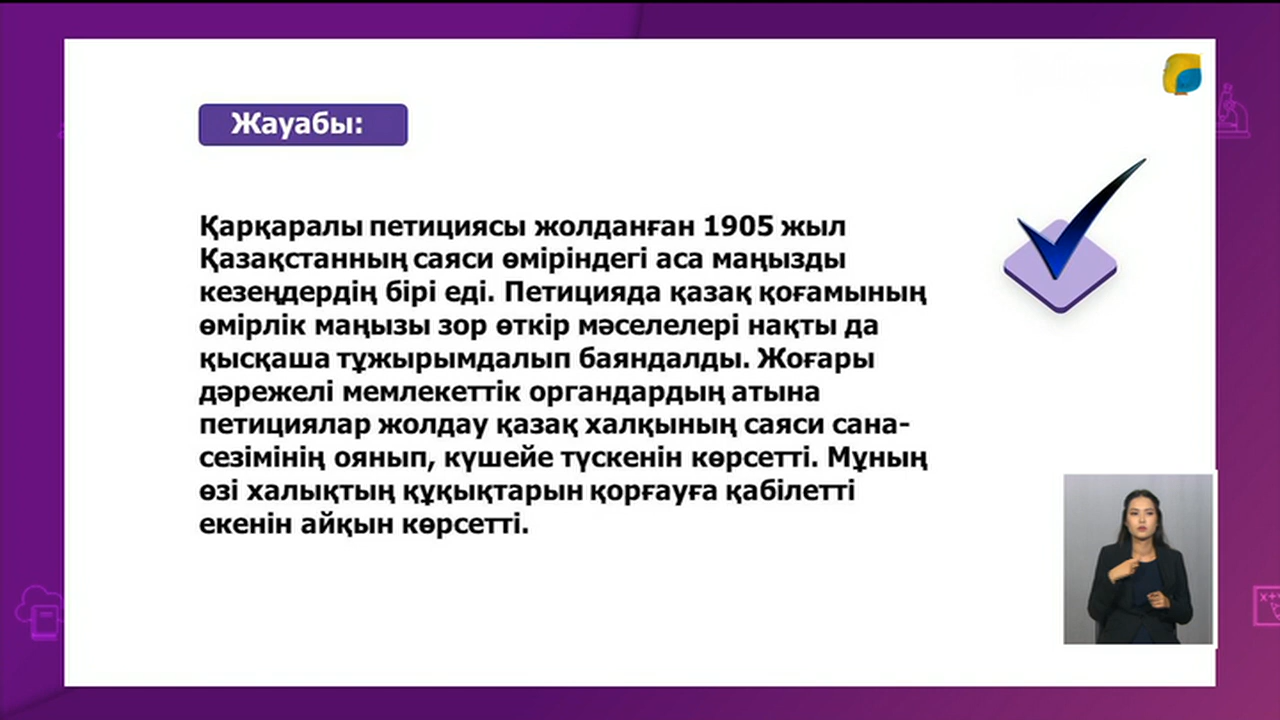 Жауабы:
Қарқаралы петициясы жолданған 1905 жыл
Қазақстанның саяси өміріндегі аса маңызды
кезеңдердің бірі еді. Петицияда қазақ қоғамының
өмірлік маңызы зор өткір мәселелері нақты да
қысқаша тұжырымдалып баяндалды. Жоғары
дәрежелі мемлекеттік органдардың атына
петициялар жолдау қазақ халқының саяси сана-
сезімінің оянып, күшейе түскенін көрсетті. Мұның
өзі халықтың құқықтарын қорғауға қабілетті
екенін айқын көрсетті.